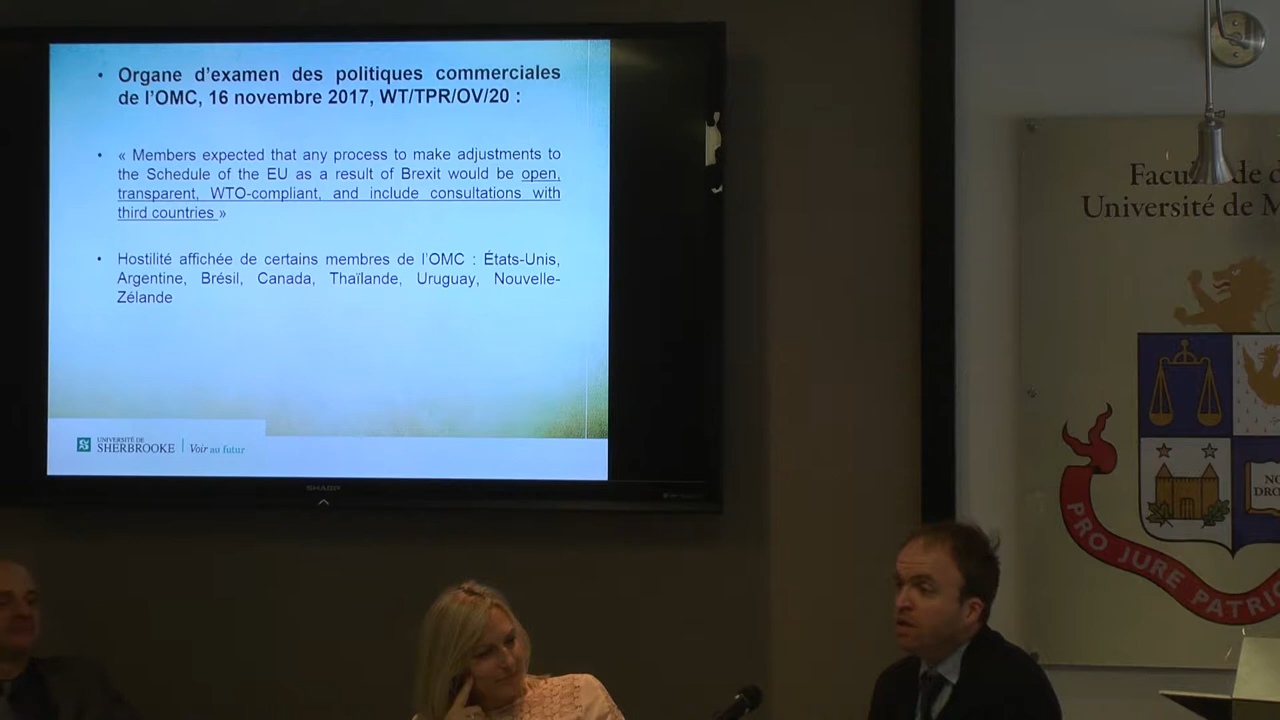 • Organe d’examen des politiques commerciales
de l’OMC, 16 novembre 2017, WT/TPR/OV/20 :
• « Members expected that any process to make adjustments to
the Schedule of the EU as a result of Brexit would be open,
transparent, WTO-compliant, and include consultations with
third countries »
• Hostilité affichée de certains membres de l’OMC : États-Unis,
Argentine, Brésil, Canada, Thaïlande, Uruguay, Nouvelle-
Zélande
UNIVERSITÉ DE
SHERBROOKE
Voir au futur
SHARP
de
Université de M
PRO JURE